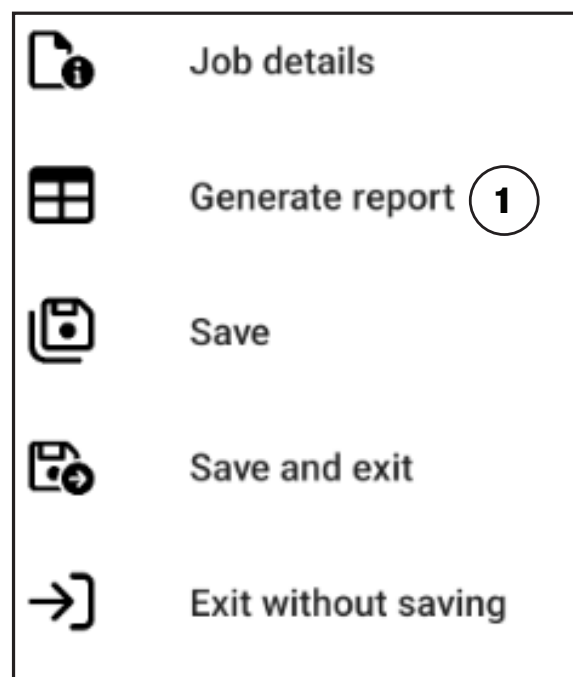 Job details
Generate report 1
Save
Save and exit
Exit without saving